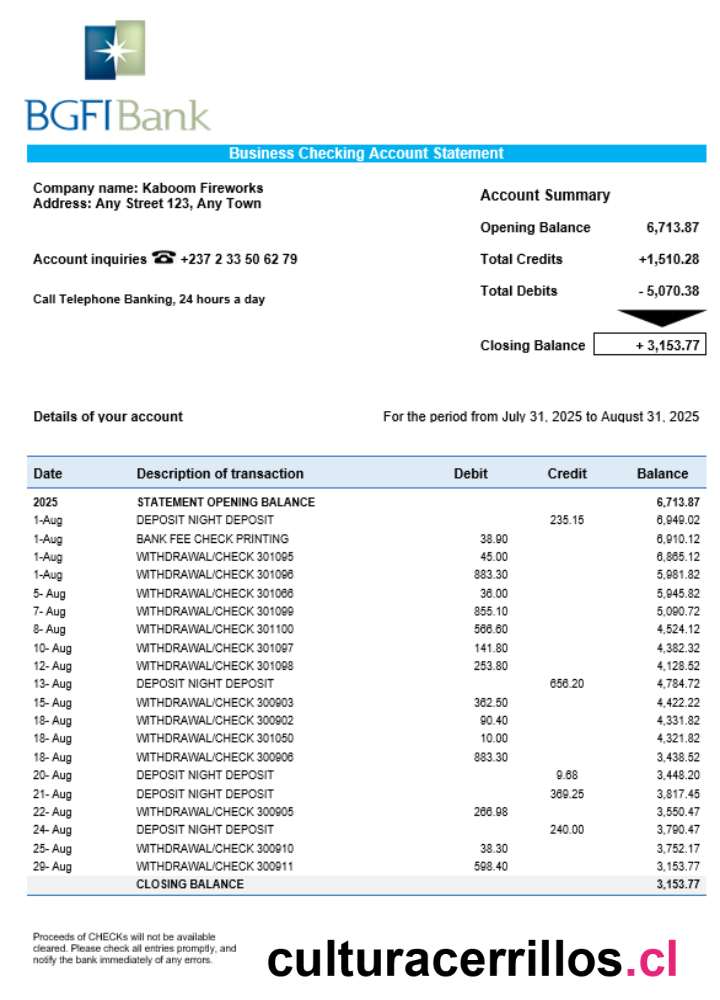 BGFIBank
Business Checking Account Statement
Company name: Kaboom Fireworks
Address: Any Street 123, Any Town
Account inquiries ☎ +237 2 33 50 62 79
Call Telephone Banking, 24 hours a day
Account Summary
Opening Balance 6,713.87
Total Credits +1,510.28
Total Debits - 5,070.38
Closing Balance + 3,153.77
Details of your account For the period from July 31, 2025 to August 31, 2025
Date Description of transaction Debit Credit Balance
2025 STATEMENT OPENING BALANCE 6,713.87
1-Aug DEPOSIT NIGHT DEPOSIT 235.15 6,949.02
1-Aug BANK FEE CHECK PRINTING 38.90 6,910.12
1-Aug WITHDRAWAL/CHECK 301095 45.00 6,865.12
1-Aug WITHDRAWAL/CHECK 301096 883.30 5,981.82
5- Aug WITHDRAWAL/CHECK 301066 36.00 5,945.82
7- Aug WITHDRAWAL/CHECK 301099 855.10 5,090.72
8- Aug WITHDRAWAL/CHECK 301100 566.60 4,524.12
10- Aug WITHDRAWAL/CHECK 301097 141.80 4,382.32
12- Aug WITHDRAWAL/CHECK 301098 253.80 4,128.52
13- Aug DEPOSIT NIGHT DEPOSIT 656.20 4,784.72
15- Aug WITHDRAWAL/CHECK 300903 362.50 4,422.22
18- Aug WITHDRAWAL/CHECK 300902 90.40 4,331.82
18- Aug WITHDRAWAL/CHECK 301050 10.00 4,321.82
18- Aug WITHDRAWAL/CHECK 300906 883.30 3,438.52
20- Aug DEPOSIT NIGHT DEPOSIT 9.68 3,448.20
21- Aug DEPOSIT NIGHT DEPOSIT 369.25 3,817.45
22- Aug WITHDRAWAL/CHECK 300905 266.98 3,550.47
24- Aug DEPOSIT NIGHT DEPOSIT 240.00 3,790.47
25- Aug WITHDRAWAL/CHECK 300910 38.30 3,752.17
29- Aug WITHDRAWAL/CHECK 300911 598.40 3,153.77
CLOSING BALANCE 3,153.77
Proceeds of CHECKs will not be available
cleared. Please check all entries promptly, and
notify the bank immediately of any errors.
culturacerrillos.cl